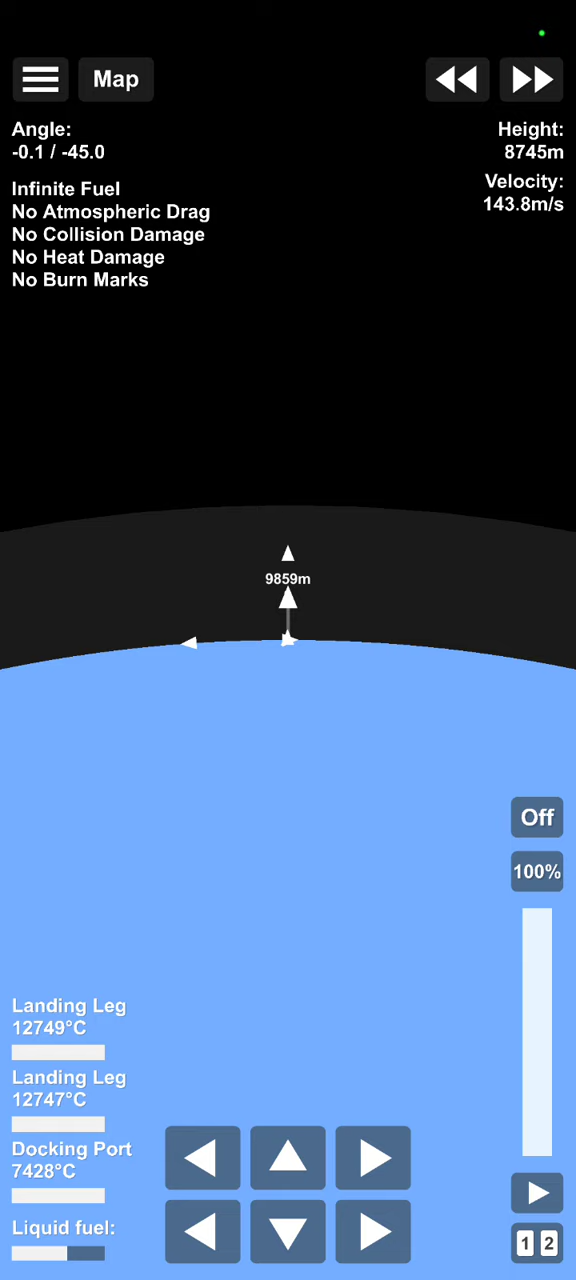 Map
Angle:
-0.1 / -45.0
Height:
8745m
Velocity:
143.8m/s
Infinite Fuel
No Atmospheric Drag
No Collision Damage
No Heat Damage
No Burn Marks
9859m
Off
100%
Landing Leg
12749°C
Landing Leg
12747°C
Docking Port
7428°C
Liquid fuel:
1 2